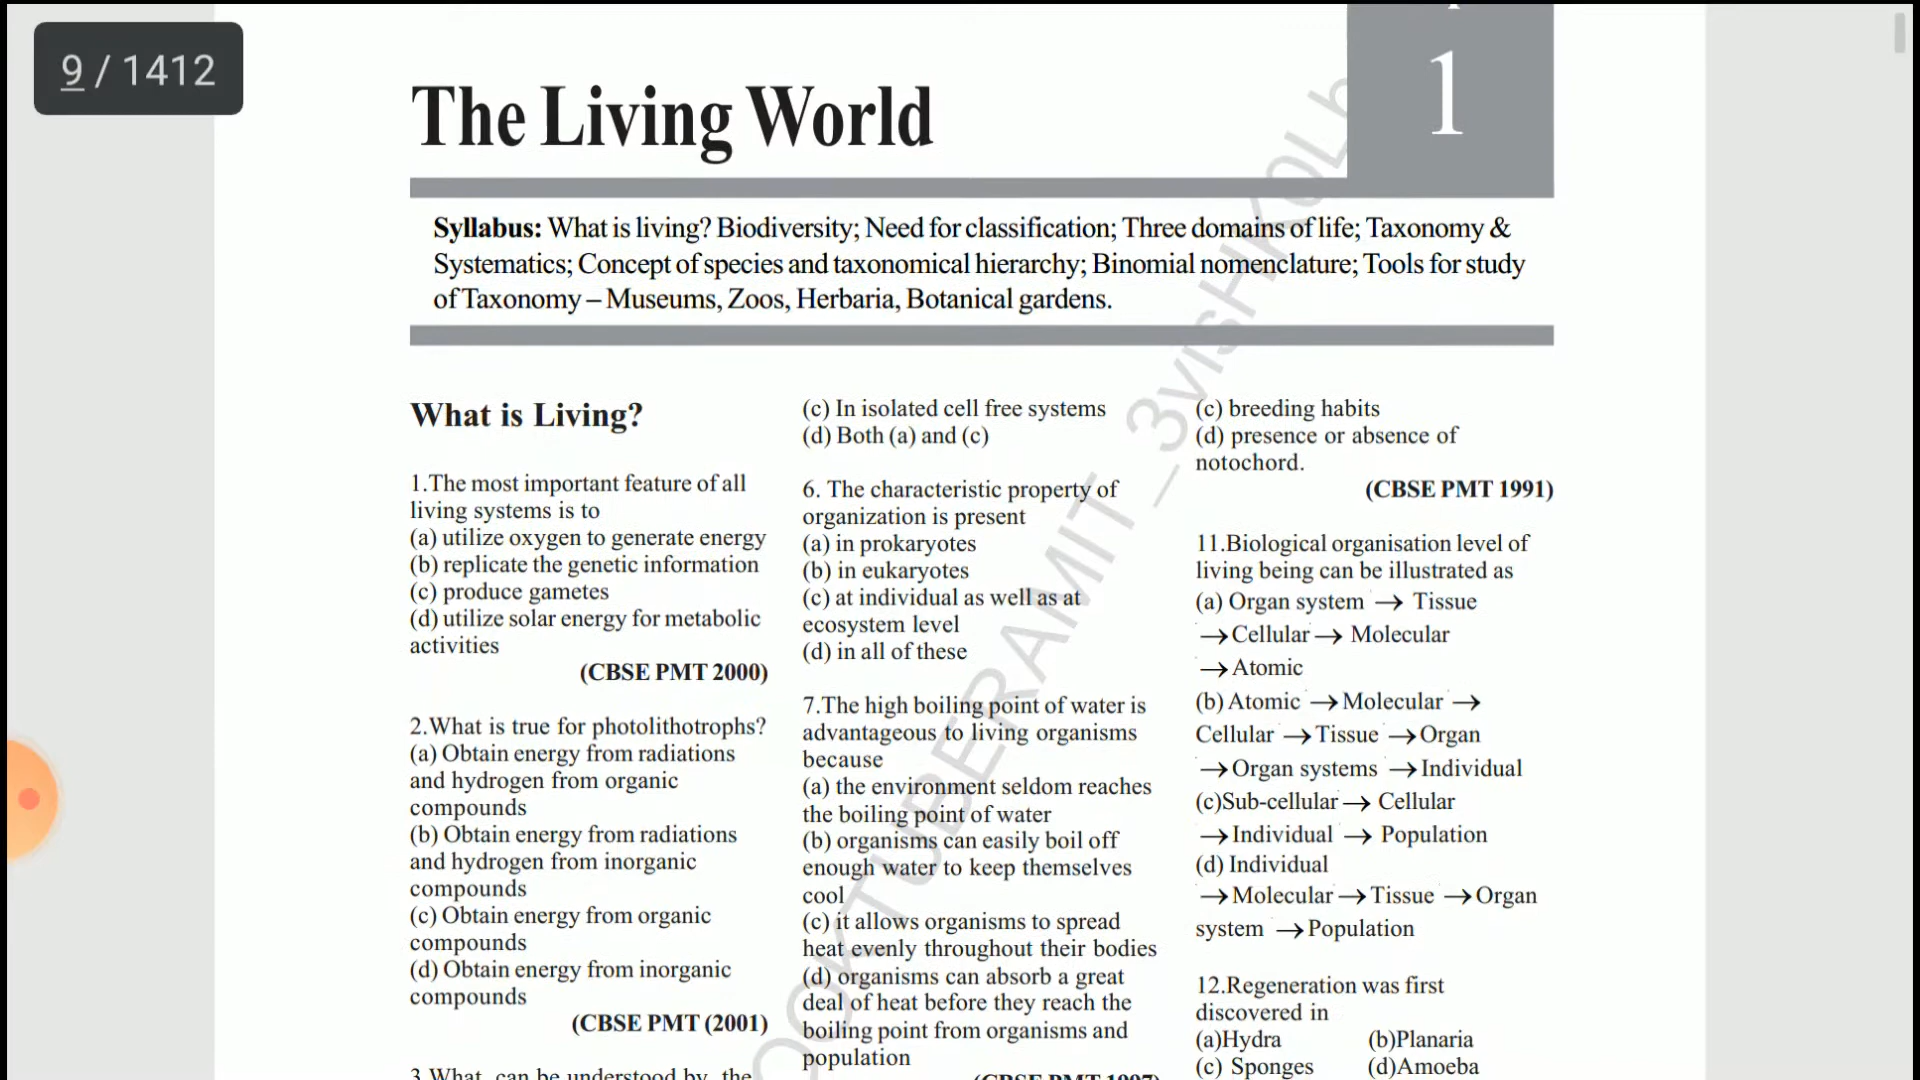 9 / 1412
1
The Living World
Syllabus: What is living? Biodiversity; Need for classification; Three domains of life; Taxonomy &
Systematics; Concept of species and taxonomical hierarchy; Binomial nomenclature; Tools for study
of Taxonomy – Museums, Zoos, Herbaria, Botanical gardens.
What is Living?
1.The most important feature of all
living systems is to
(a) utilize oxygen to generate energy
(b) replicate the genetic information
(c) produce gametes
(d) utilize solar energy for metabolic
activities
(CBSE PMT 2000)
2.What is true for photolithotrophs?
(a) Obtain energy from radiations
and hydrogen from organic
compounds
(b) Obtain energy from radiations
and hydrogen from inorganic
compounds
(c) Obtain energy from organic
compounds
(d) Obtain energy from inorganic
compounds
(CBSE PMT (2001)
3.What can be understood by the
(c) In isolated cell free systems
(d) Both (a) and (c)
6. The characteristic property of
organization is present
(a) in prokaryotes
(b) in eukaryotes
(c) at individual as well as at
ecosystem level
(d) in all of these
7.The high boiling point of water is
advantageous to living organisms
because
(a) the environment seldom reaches
the boiling point of water
(b) organisms can easily boil off
enough water to keep themselves
cool
(c) it allows organisms to spread
heat evenly throughout their bodies
(d) organisms can absorb a great
deal of heat before they reach the
boiling point from organisms and
population
(CBSE PMT 1997)
(c) breeding habits
(d) presence or absence of
notochord.
(CBSE PMT 1991)
11.Biological organisation level of
living being can be illustrated as
(a) Organ system → Tissue
→ Cellular → Molecular
→ Atomic
(b) Atomic → Molecular →
Cellular → Tissue → Organ
→ Organ systems → Individual
(c)Sub-cellular → Cellular
→ Individual → Population
(d) Individual
→ Molecular → Tissue → Organ
system → Population
12.Regeneration was first
discovered in
(a)Hydra (b)Planaria
(c) Sponges (d)Amoeba